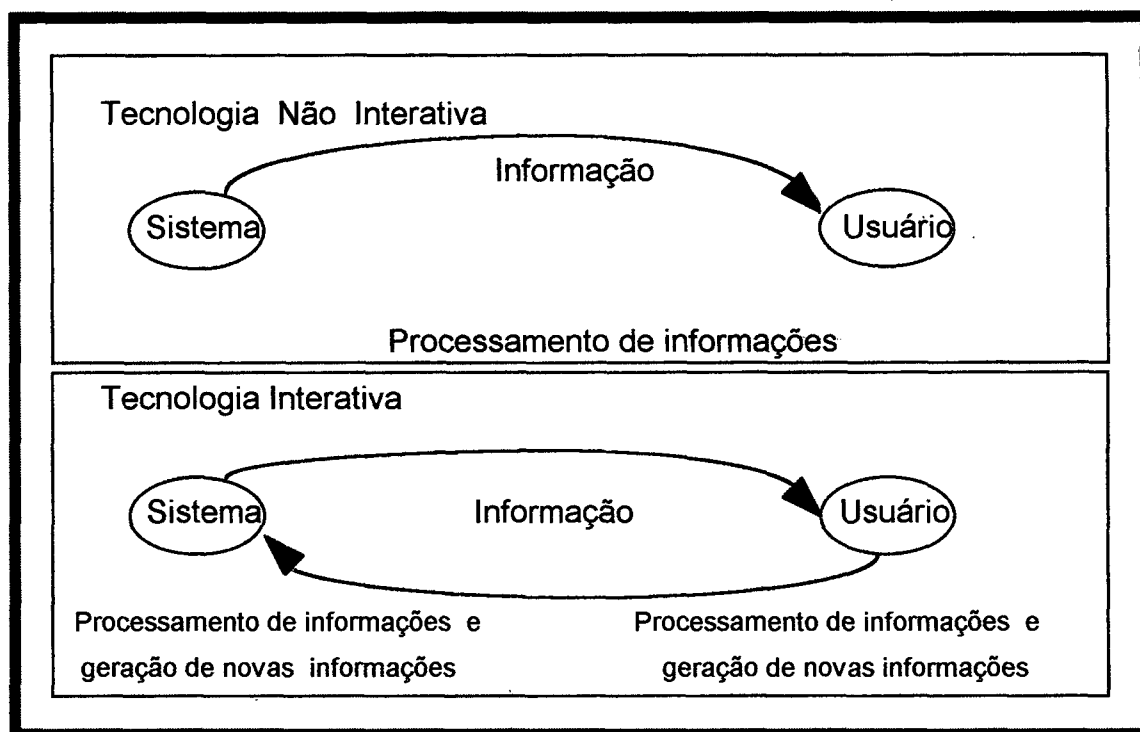 Tecnologia Não Interativa
Informação
Sistema
Usuário
Processamento de informações
Tecnologia Interativa
Sistema
Informação
Usuário
Processamento de informações e
geração de novas informações
Processamento de informações e
geração de novas informações